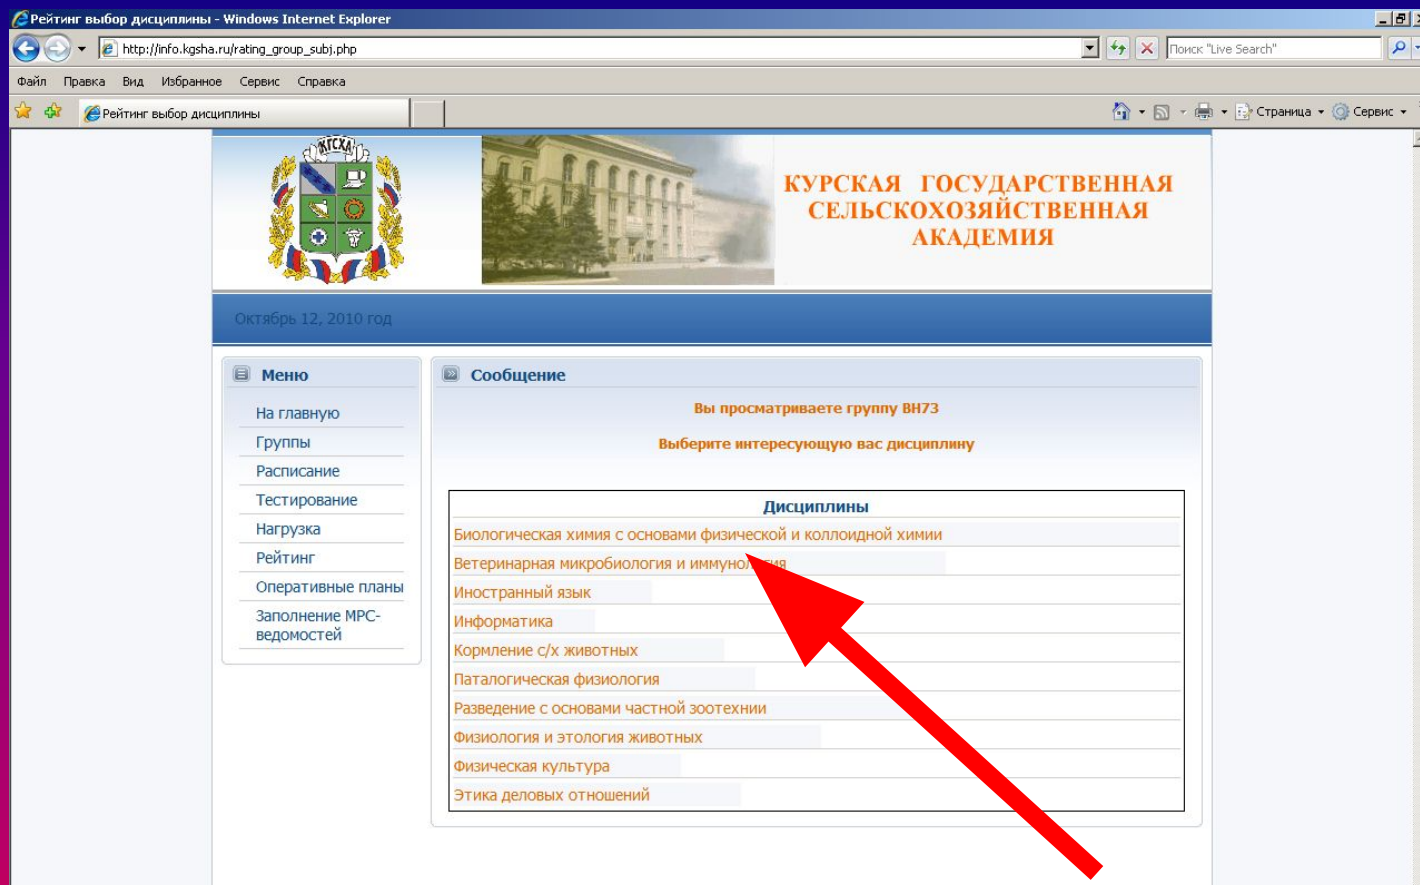 Рейтинг выбор дисциплины - Windows Internet Explorer
http://info.kgsha.ru/rating_group_subj.php
Поиск "Live Search"
Файл Правка Вид Избранное Сервис Справка
Рейтинг выбор дисциплины
Страница Сервис
КГСХА
КУРСКАЯ ГОСУДАРСТВЕННАЯ
СЕЛЬСКОХОЗЯЙСТВЕННАЯ
АКАДЕМИЯ
Октябрь 12, 2010 год
Меню
На главную
Группы
Расписание
Тестирование
Нагрузка
Рейтинг
Оперативные планы
Заполнение МРС-
ведомостей
Сообщение
Вы просматриваете группу ВН73
Выберите интересующую вас дисциплину
Дисциплины
Биологическая химия с основами физической и коллоидной химии
Ветеринарная микробиология и иммунология
Иностранный язык
Информатика
Кормление с/х животных
Паталогическая физиология
Разведение с основами частной зоотехнии
Физиология и этология животных
Физическая культура
Этика деловых отношений